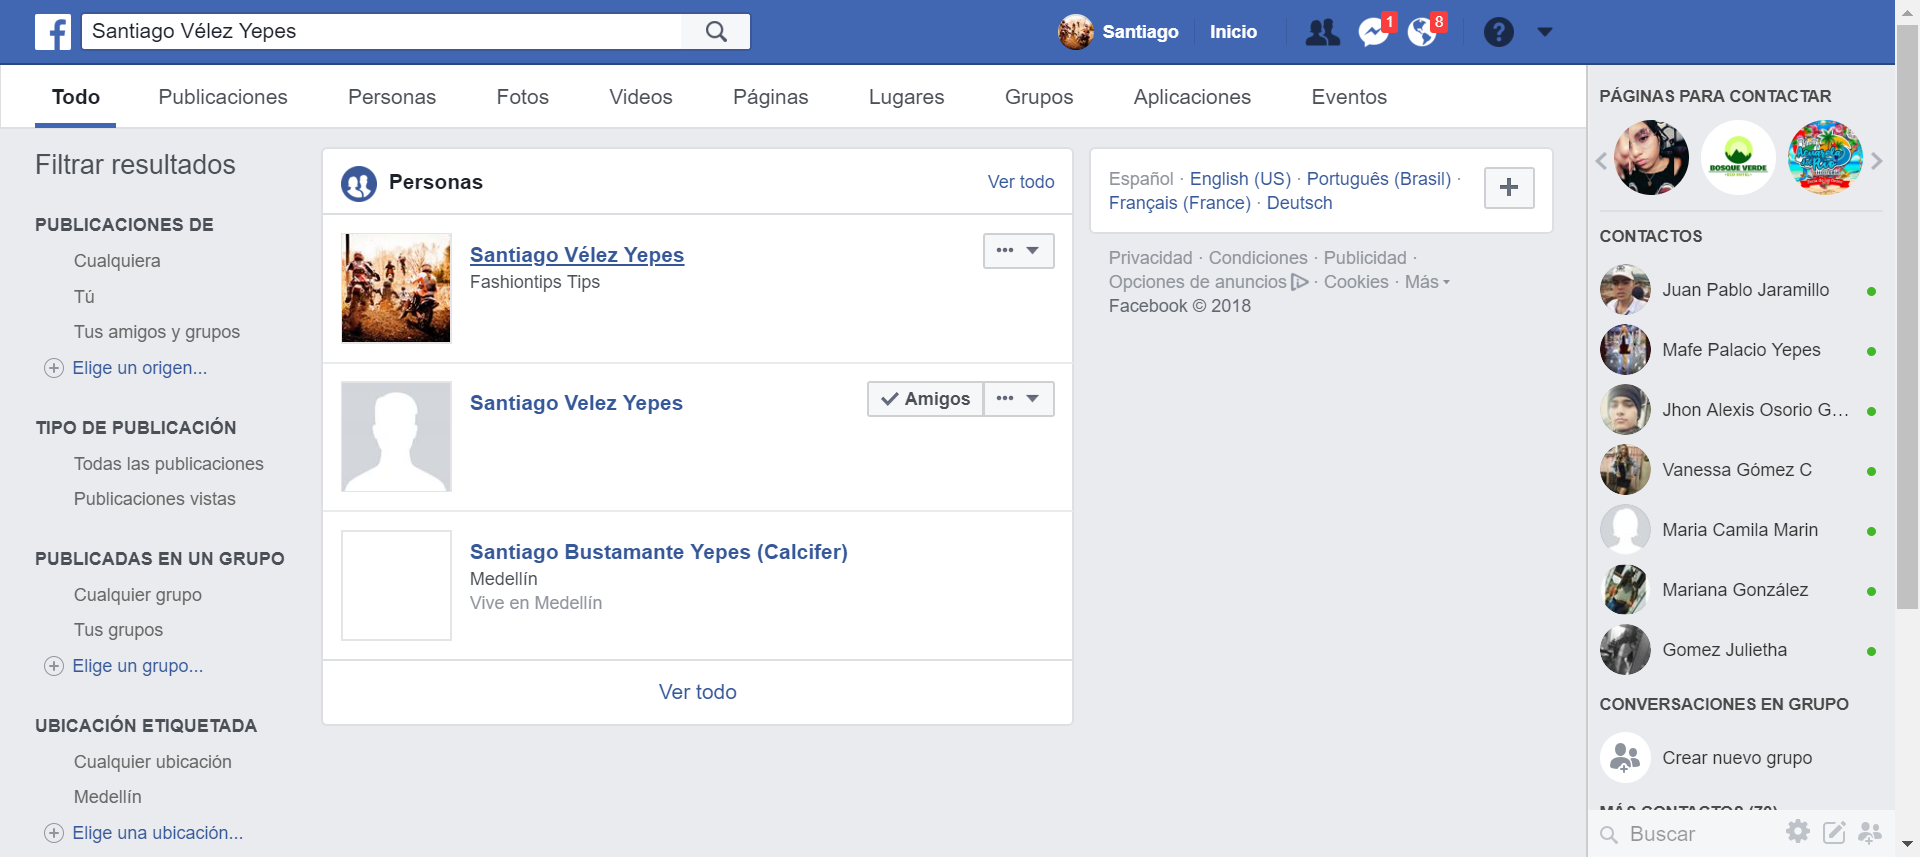 Santiago Vélez Yepes
Santiago
Inicio
1
8
Todo
Publicaciones
Personas
Fotos
Videos
Páginas
Lugares
Grupos
Aplicaciones
Eventos
Filtrar resultados
PUBLICACIONES DE
Cualquiera
Tú
Tus amigos y grupos
Elige un origen...
TIPO DE PUBLICACIÓN
Todas las publicaciones
Publicaciones vistas
PUBLICADAS EN UN GRUPO
Cualquier grupo
Tus grupos
Elige un grupo...
UBICACIÓN ETIQUETADA
Cualquier ubicación
Medellín
Elige una ubicación...
Personas
Ver todo
Santiago Vélez Yepes
Fashiontips Tips
Santiago Velez Yepes
Amigos
Santiago Bustamante Yepes (Calcifer)
Medellín
Vive en Medellín
Ver todo
Español · English (US) · Português (Brasil) ·
Français (France) · Deutsch
Privacidad · Condiciones · Publicidad ·
Opciones de anuncios · Cookies · Más
Facebook © 2018
PÁGINAS PARA CONTACTAR
BOSQUE VERDE
CONTACTOS
Juan Pablo Jaramillo
Mafe Palacio Yepes
Jhon Alexis Osorio G...
Vanessa Gómez C
Maria Camila Marin
Mariana González
Gomez Julietha
CONVERSACIONES EN GRUPO
Crear nuevo grupo
MÁS CONTACTOS (70)
Buscar